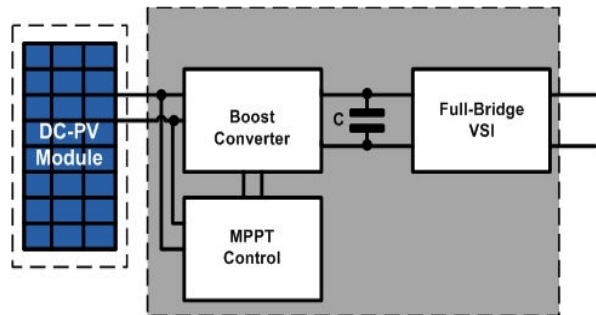 DC-PV
Module
Boost
Converter
C
Full-Bridge
VSI
MPPT
Control